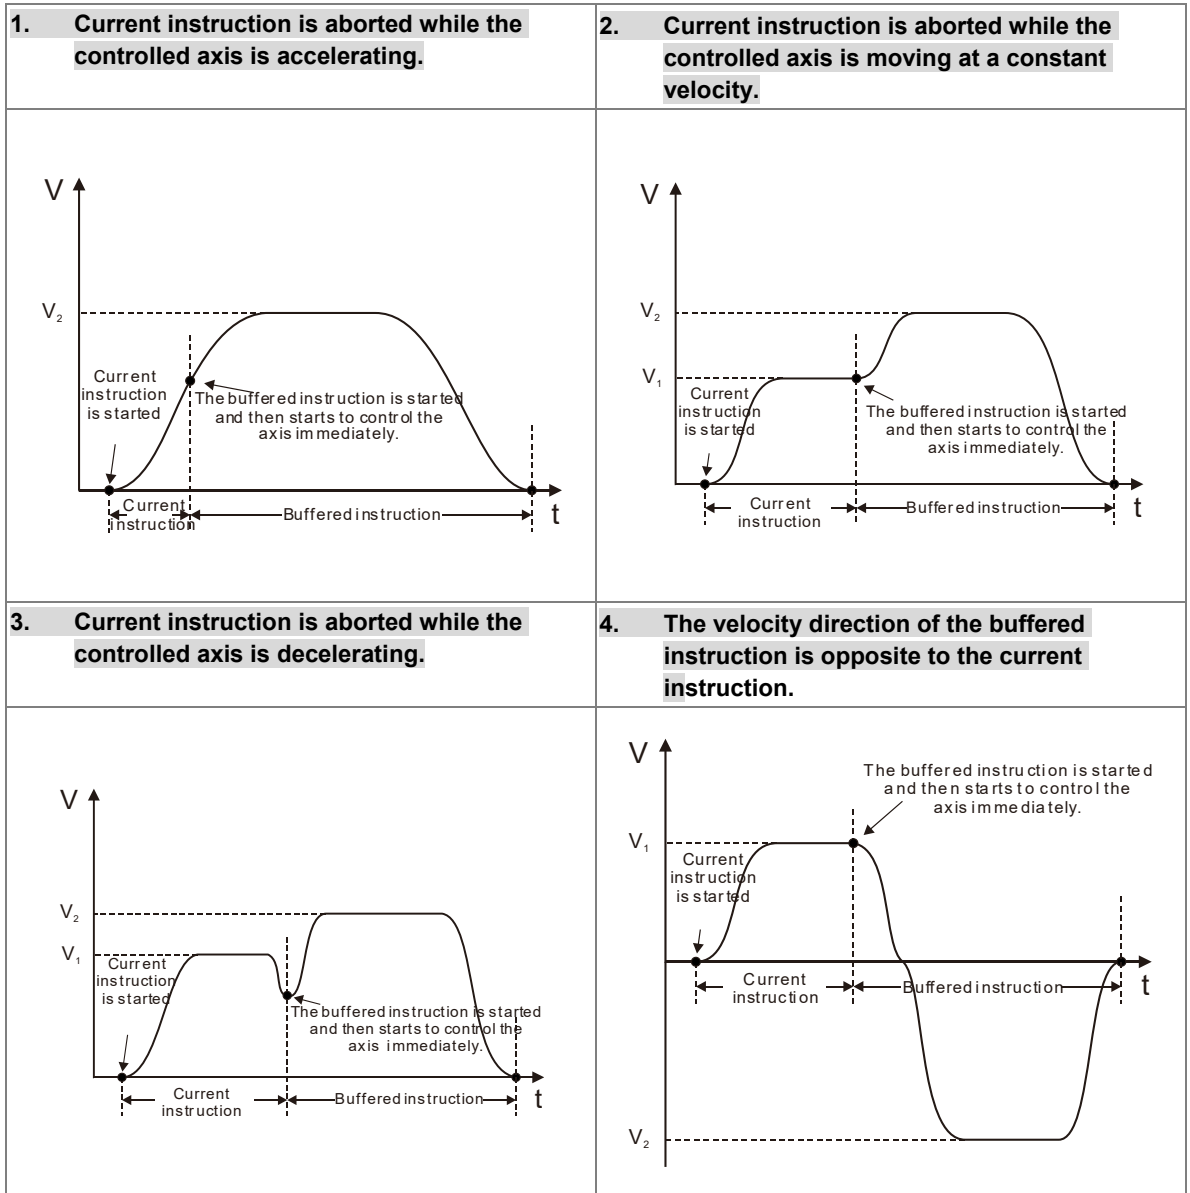 1. Current instruction is aborted while the
controlled axis is accelerating.
2. Current instruction is aborted while the
controlled axis is moving at a constant
velocity.
V
V2
Current
instruction
is started
The buffered instruction is started
and then starts to control the
axis immediately.
Current
instruction
Buffered instruction
t
V
V2
V1
Current
instruction
is started
The buffered instruction is started
and then starts to control the
axis immediately.
Current
instruction
Buffered instruction
t
3. Current instruction is aborted while the
controlled axis is decelerating.
4. The velocity direction of the buffered
instruction is opposite to the current
instruction.
V
V2
V1
Current
instruction
is started
The buffered instruction is started
and then starts to control the
axis immediately.
Current
instruction
Buffered instruction
t
V
The buffered instruction is started
and then starts to control the
axis immediately.
V1
Current
instruction
is started
Current
instruction
Buffered instruction
t
V2